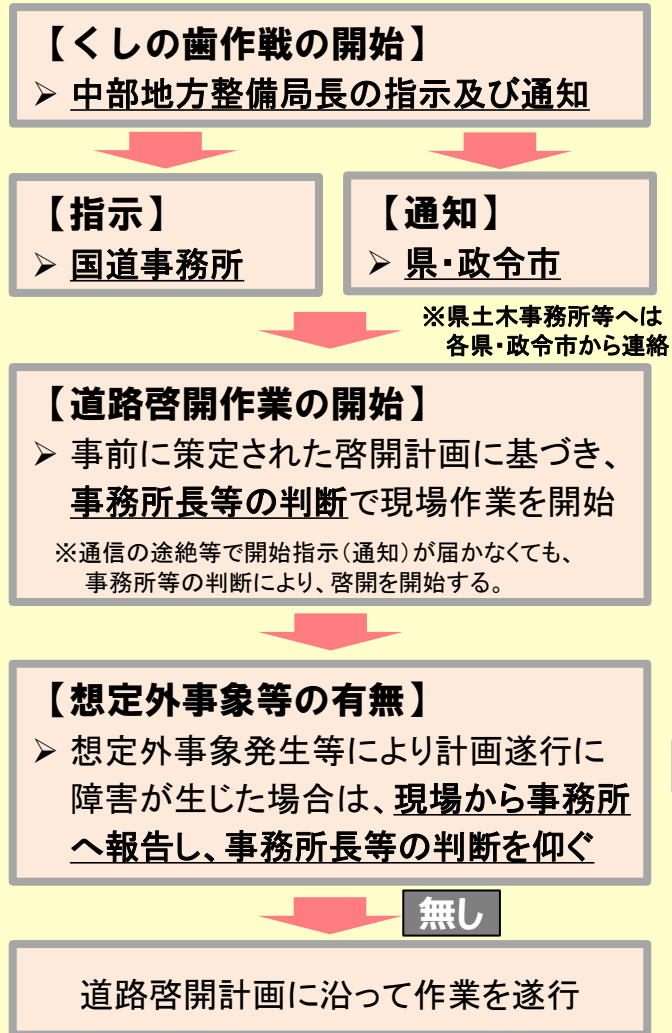 【くしの歯作戦の開始】
➢ 中部地方整備局長の指示及び通知
【指示】
➢ 国道事務所
【通知】
➢ 県・政令市
※県土木事務所等へは
各県・政令市から連絡
【道路啓開作業の開始】
➢ 事前に策定された啓開計画に基づき、
事務所長等の判断で現場作業を開始
※通信の途絶等で開始指示(通知)が届かなくても、
事務所等の判断により、啓開を開始する。
【想定外事象等の有無】
➢ 想定外事象発生等により計画遂行に
障害が生じた場合は、現場から事務所
へ報告し、事務所長等の判断を仰ぐ
無し
道路啓開計画に沿って作業を遂行